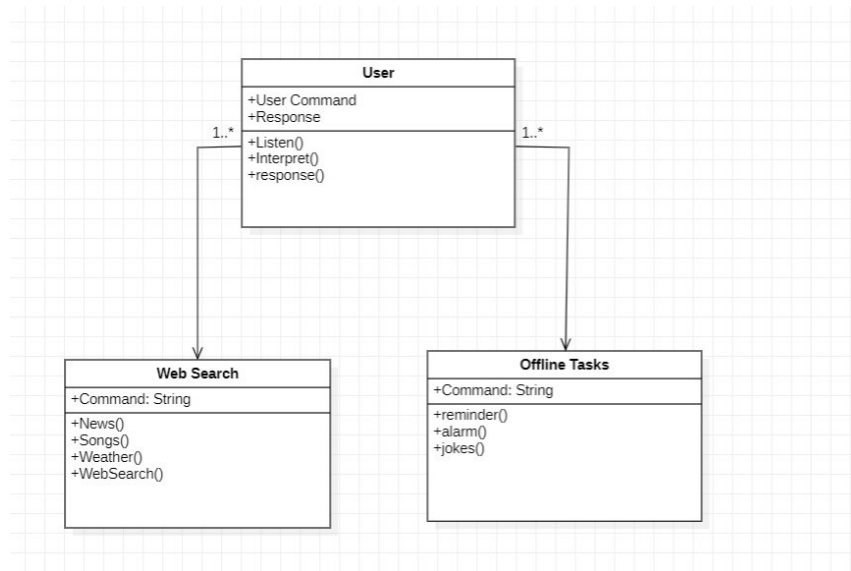 User
+User Command
+Response
1..*
1..*
+Listen()
+Interpret()
+response()
Web Search
+Command: String
+News()
+Songs()
+Weather()
+WebSearch()
Offline Tasks
+Command: String
+reminder()
+alarm()
+jokes()